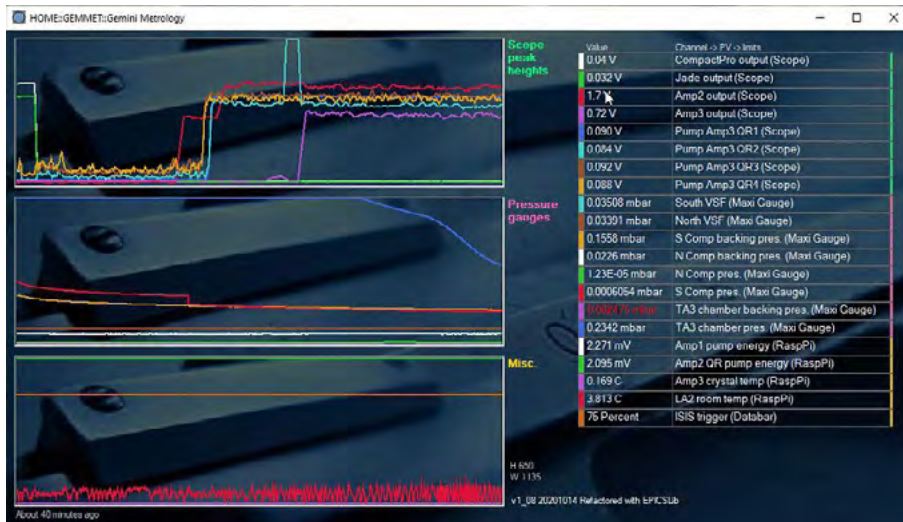 HOME::GEMMET::Gemini Metrology
Scope
peak
heights
Pressure
gauges
Misc.
Value Channel -> PV -> limits
0.04 V CompactPro output (Scope)
0.032 V Jade output (Scope)
1.7 Amp2 output (Scope)
0.72 V Amp3 output (Scope)
0.090 V Pump Amp3 QR1 (Scope)
0.084 V Pump Amp3 QR2 (Scope)
0.092 V Pump Amp3 QR3 (Scope)
0.088 V Pump Amp3 QR4 (Scope)
0.03508 mbar South VSF (Maxi Gauge)
0.03391 mbar North VSF (Maxi Gauge)
0.1558 mbar S Comp backing pres. (Maxi Gauge)
0.0226 mbar N Comp backing pres. (Maxi Gauge)
1.23E-05 mbar N Comp pres. (Maxi Gauge)
0.0006064 mbar S Comp pres. (Maxi Gauge)
0.002475 mbar TA3 chamber backing pres. (Maxi Gauge)
0.2342 mbar TA3 chamber pres. (Maxi Gauge)
2.271 mV Amp1 pump energy (RaspPi)
2.095 mV Amp2 QR pump energy (RaspPi)
0.169 C Amp3 crystal temp (RaspPi)
3.813 C LA2 room temp (RaspPi)
76 Percent ISIS trigger (Databar)
H 650
W 1135
v1_08 20201014 Refactored with EPICSLib
About 40 minutes ago